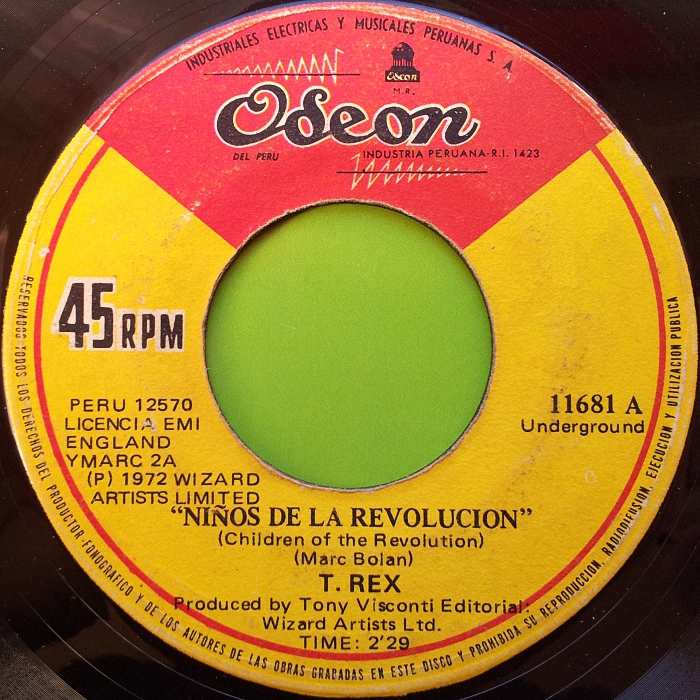 INDUSTRIALES ELECTRICAS Y MUSICALES PERUANAS S. A.
Odeon
M.R.
Odeon
DEL PERU
INDUSTRIA PERUANA-R.I. 1423
45 RPM
PERU 12570
LICENCIA EMI
ENGLAND
YMARC 2A
(P) 1972 WIZARD
ARTISTS LIMITED
11681 A
Underground
"NIÑOS DE LA REVOLUCION"
(Children of the Revolution)
(Marc Bolan)
T. REX
Produced by Tony Visconti Editorial:
Wizard Artists Ltd.
TIME: 2'29
RESERVADOS TODOS LOS DERECHOS DEL PRODUCTOR-FONOGRAFICO Y DE LOS AUTORES DE LAS OBRAS GRABADAS EN ESTE DISCO Y PROHIBIDA SU REPRODUCCION, RADIODIFUSION, EJECUCION Y UTILIZACION PUBLICA